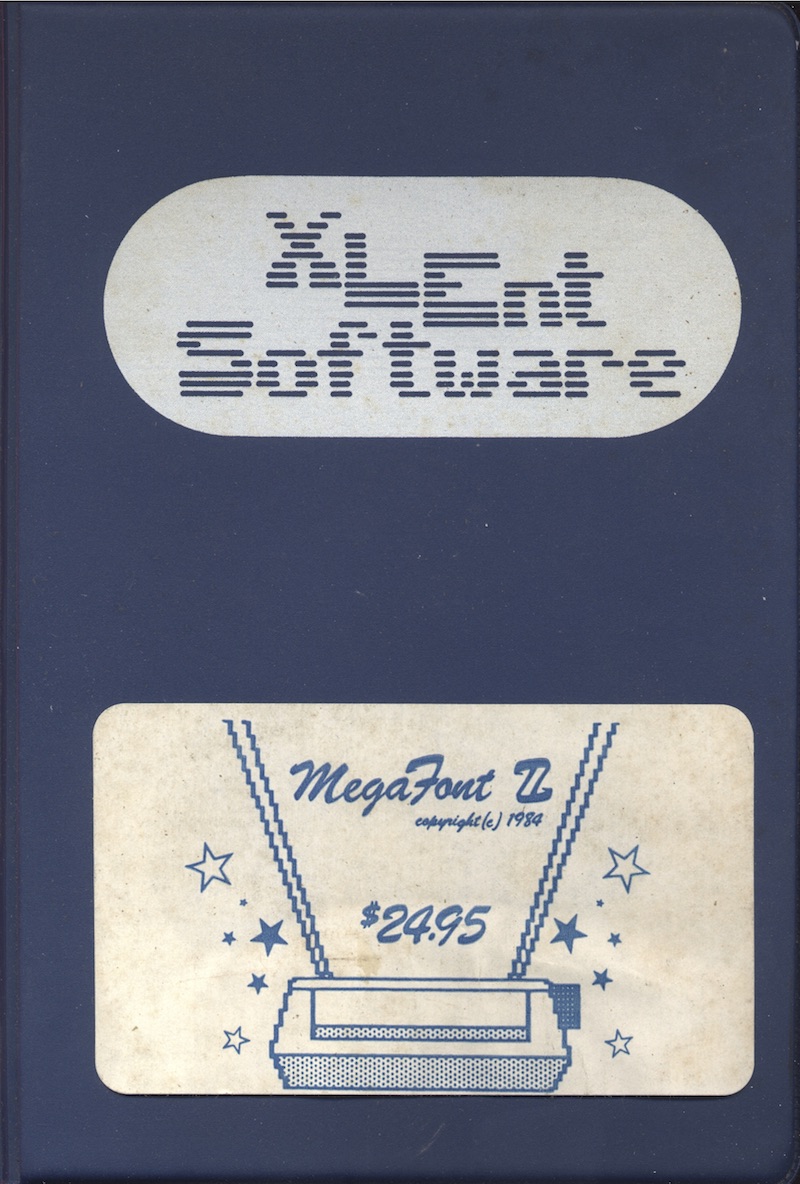 XLEnt
Software
MegaFont II
copyright(c) 1984
$24.95